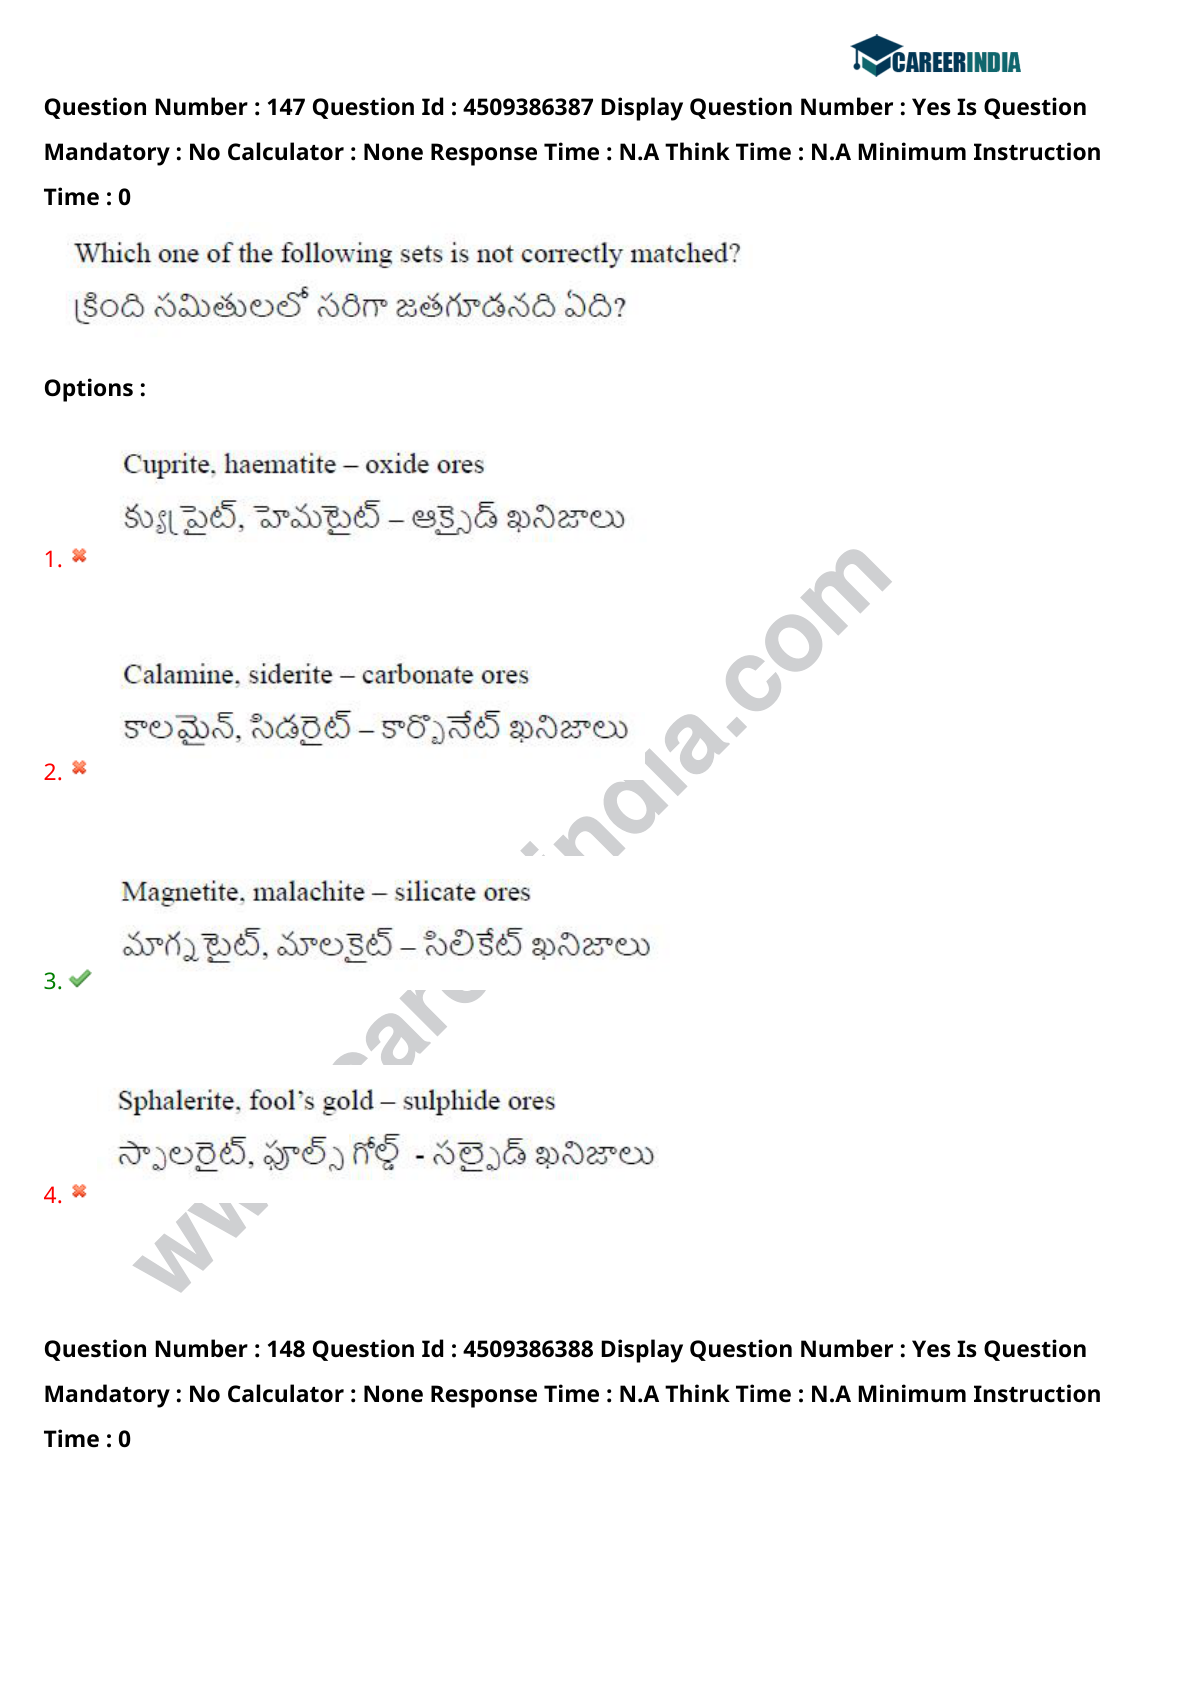 CAREERINDIA
Question Number : 147 Question Id : 4509386387 Display Question Number : Yes Is Question
Mandatory : No Calculator : None Response Time : N.A Think Time : N.A Minimum Instruction
Time : 0
Which one of the following sets is not correctly matched?
క్రింది సమితులలో సరిగా జతగూడనది ఏది?
Options :
Cuprite, haematite – oxide ores
క్యుప్రైట్, హెమటైట్ – ఆక్సైడ్ ఖనిజాలు
1.
Calamine, siderite – carbonate ores
కాలమైన్, సిడరైట్ – కార్బొనేట్ ఖనిజాలు
2.
Magnetite, malachite – silicate ores
మాగ్నటైట్, మాలకైట్ – సిలికేట్ ఖనిజాలు
3.
Sphalerite, fool’s gold – sulphide ores
స్ఫాలరైట్, ఫూల్స్ గోల్డ్ - సల్ఫైడ్ ఖనిజాలు
4.
Question Number : 148 Question Id : 4509386388 Display Question Number : Yes Is Question
Mandatory : No Calculator : None Response Time : N.A Think Time : N.A Minimum Instruction
Time : 0